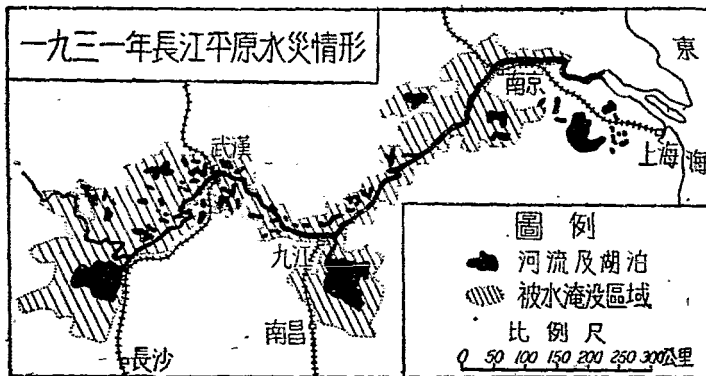 一九三一年長江平原水災情形
東
南京
上海
海
武漢
九江
南昌
長沙
圖例
河流及湖泊
被水淹没區域
比例尺
0 50 100 150 200 250 300公里